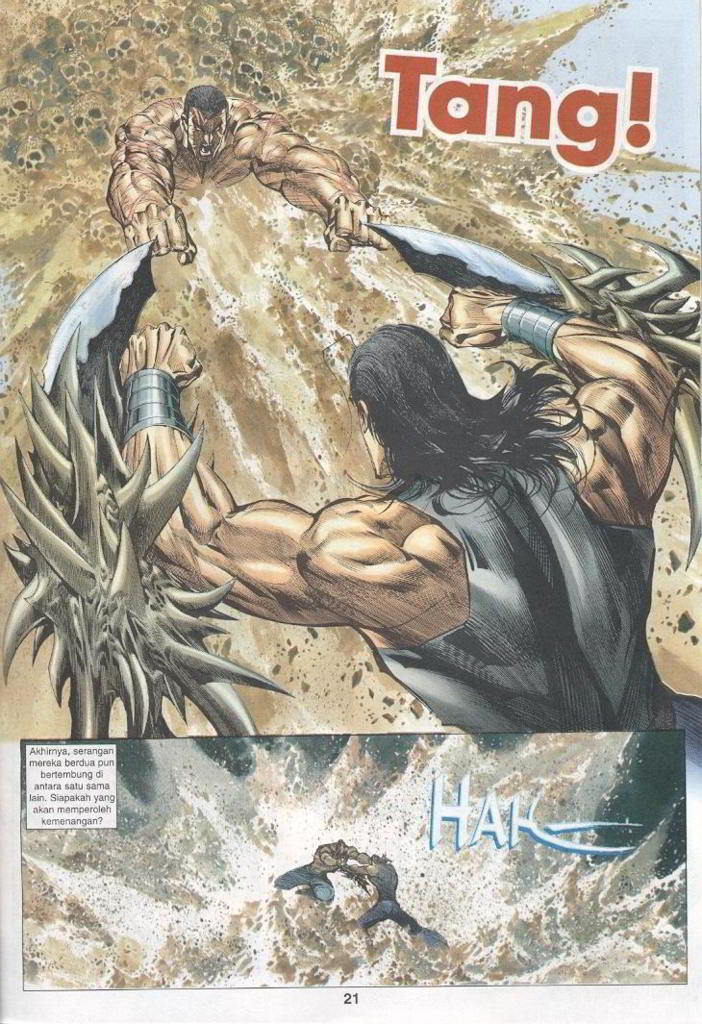 Tang!
Akhirnya, serangan
mereka berdua pun
bertembung di
antara satu sama
lain. Siapakah yang
akan memperoleh
kemenangan?
HAK
21